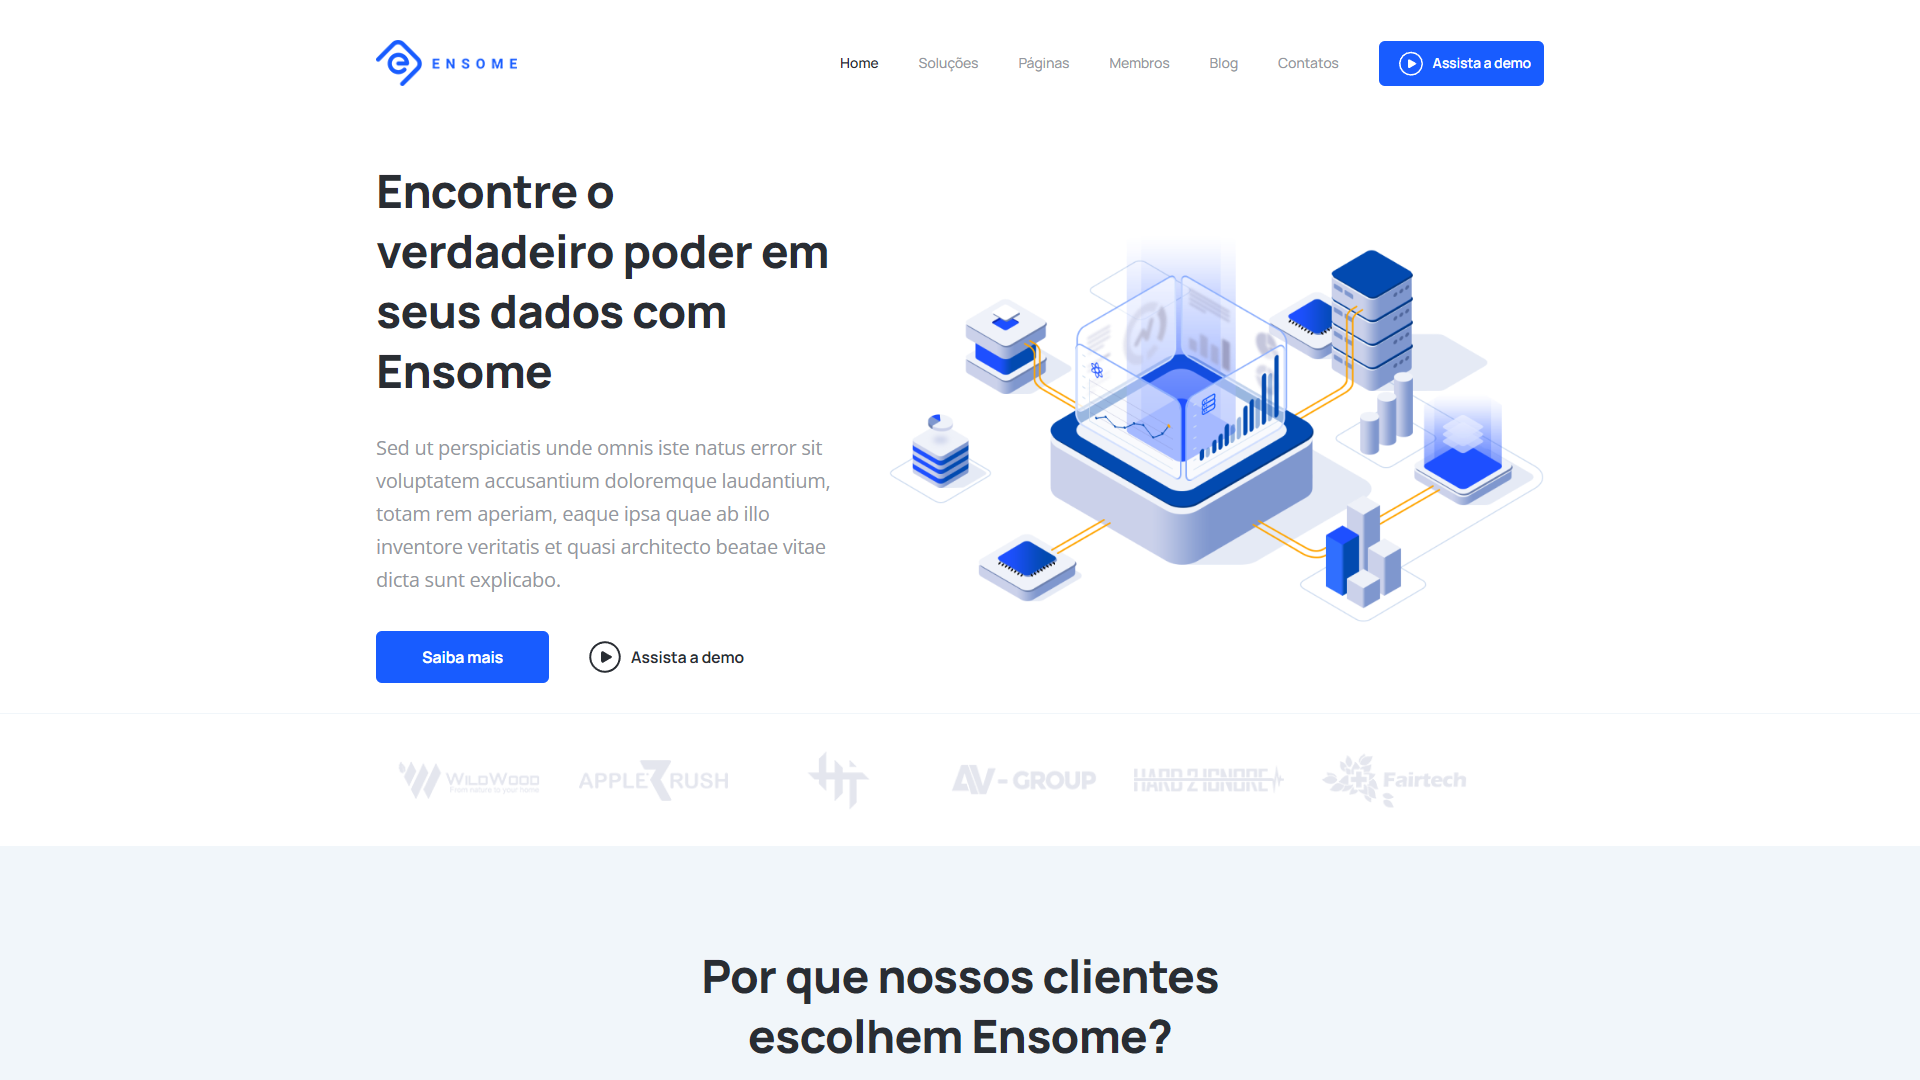 ENSOME
Home
Soluções
Páginas
Membros
Blog
Contatos
Assista a demo
Encontre o
verdadeiro poder em
seus dados com
Ensome
Sed ut perspiciatis unde omnis iste natus error sit
voluptatem accusantium doloremque laudantium,
totam rem aperiam, eaque ipsa quae ab illo
inventore veritatis et quasi architecto beatae vitae
dicta sunt explicabo.
Saiba mais
Assista a demo
WILDWOOD
From nature to your home
APPLE RUSH
AV-GROUP
HARD 2 IGNORE
Fairtech
Por que nossos clientes
escolhem Ensome?